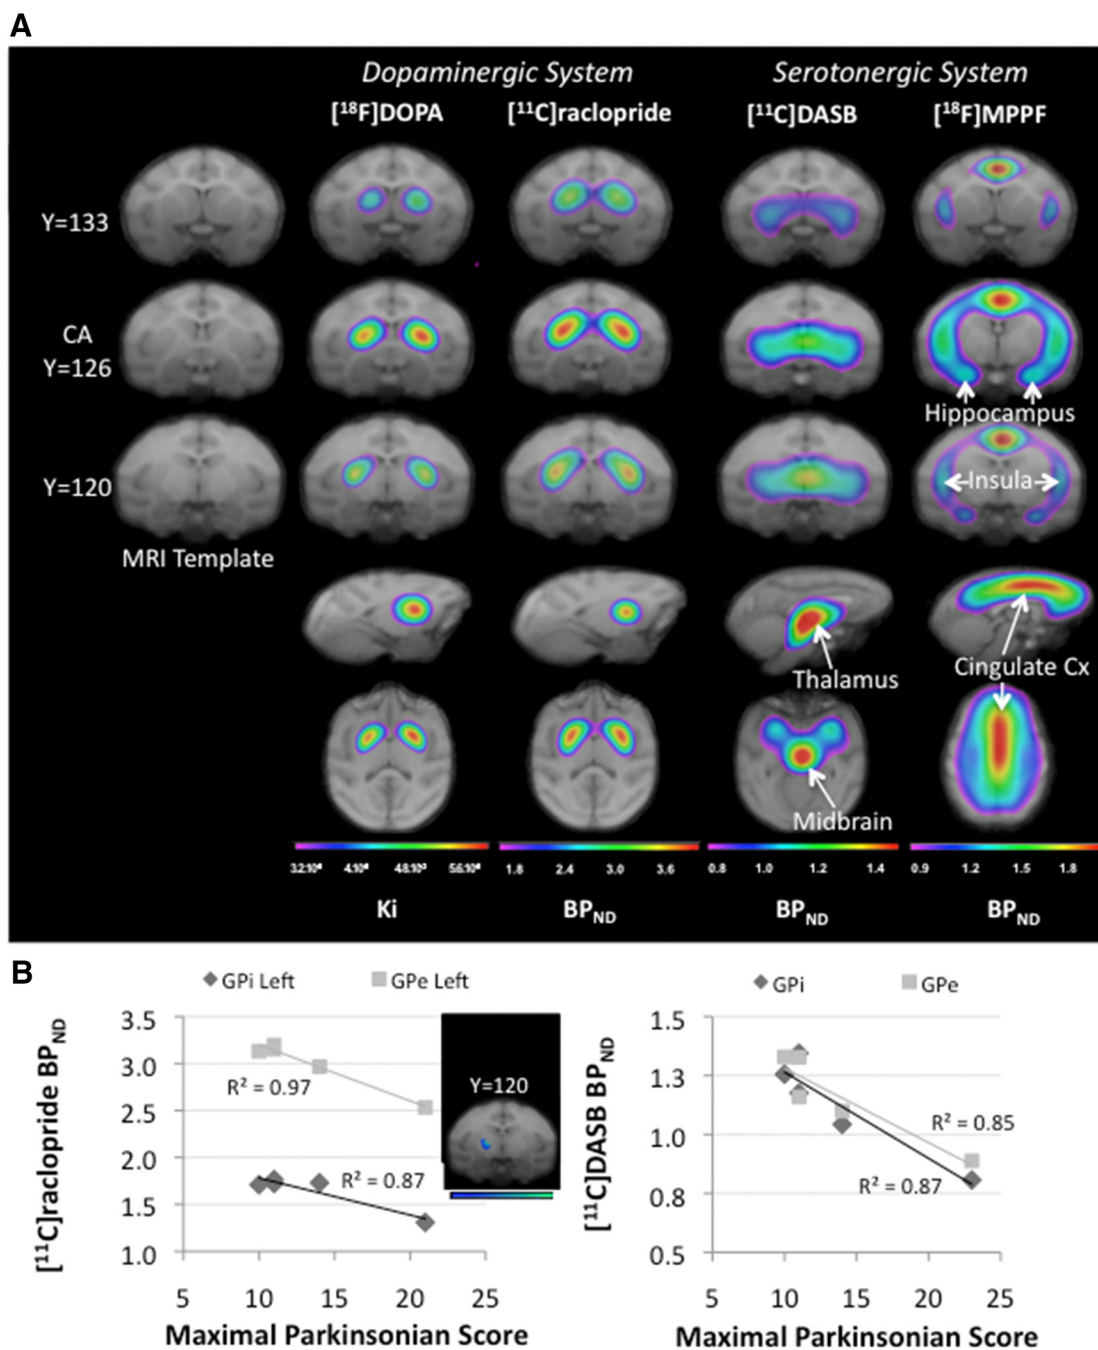 A
Dopaminergic System
Serotonergic System
[18F]DOPA
[11C]raclopride
[11C]DASB
[18F]MPPF
Y=133
CA
Y=126
Hippocampus
Y=120
Insula
MRI Template
Thalamus
Cingulate Cx
Midbrain
1.8 2.4 3.0 3.6
0.8 1.0 1.2 1.4
0.9 1.2 1.5 1.8
Ki
BPND
BPND
BPND
B
GPi Left
GPe Left
[11C]raclopride BPND
3.5
3.0
2.5
2.0
1.5
1.0
R² = 0.97
R² = 0.87
Y=120
5 10 15 20 25
Maximal Parkinsonian Score
GPi
GPe
[11C]DASB BPND
1.5
1.3
1.0
0.8
0.5
R² = 0.85
R² = 0.87
5 10 15 20 25
Maximal Parkinsonian Score